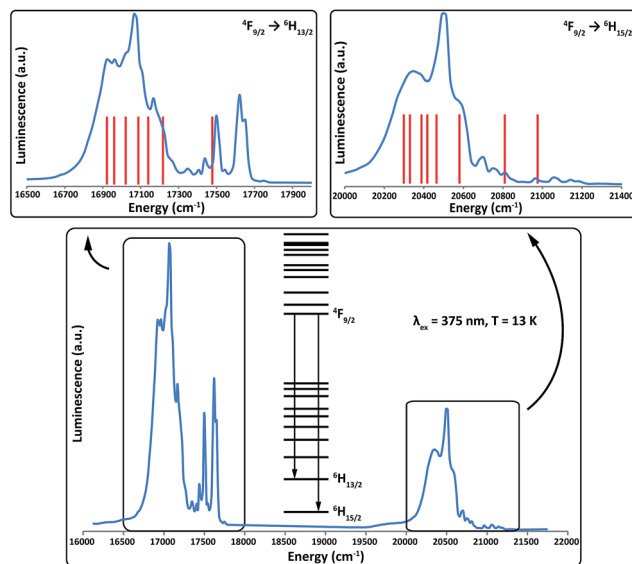 ⁴F₉/₂ → ⁶H₁₃/₂
Luminescence (a.u.)
16500 16700 16900 17100 17300 17500 17700 17900
Energy (cm⁻¹)
⁴F₉/₂ → ⁶H₁₅/₂
Luminescence (a.u.)
20000 20200 20400 20600 20800 21000 21200 21400
Energy (cm⁻¹)
⁴F₉/₂
λₑₓ = 375 nm, T = 13 K
Luminescence (a.u.)
⁶H₁₃/₂
⁶H₁₅/₂
16000 16500 17000 17500 18000 18500 19000 19500 20000 20500 21000 21500 22000
Energy (cm⁻¹)